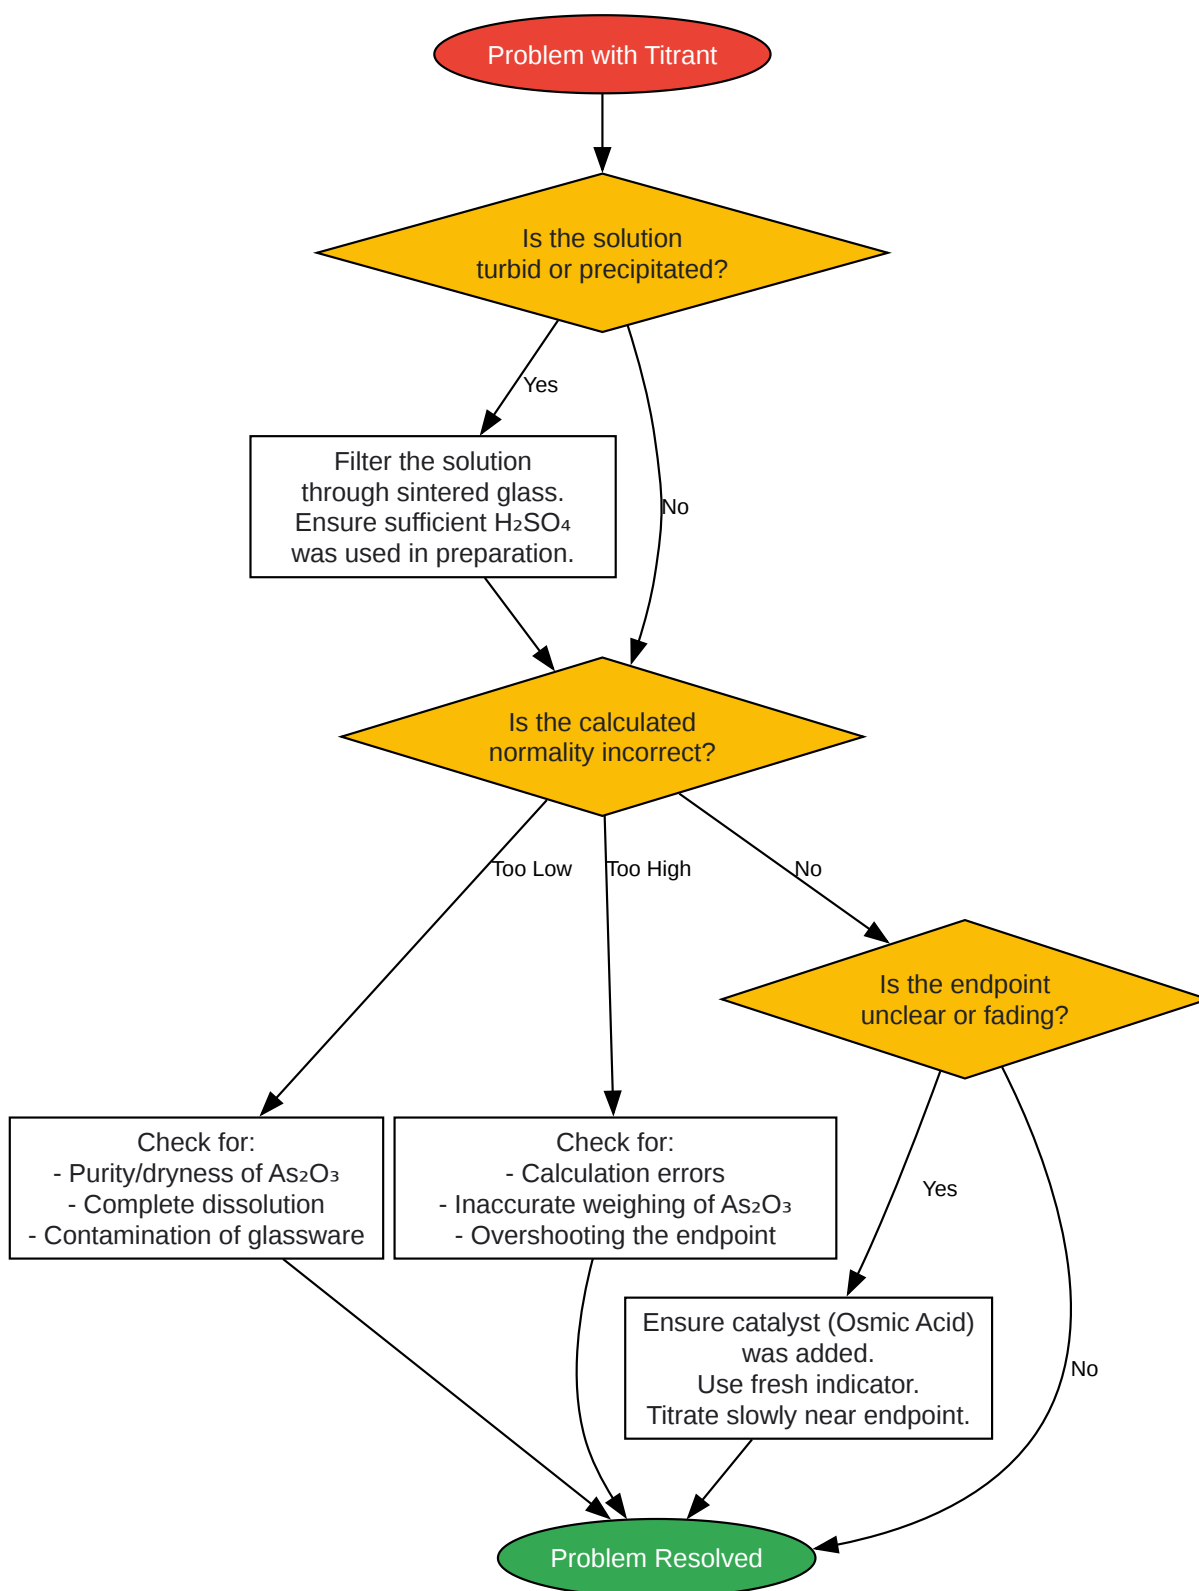 Problem with Titrant
Is the solution
turbid or precipitated?
Yes
Filter the solution
through sintered glass.
Ensure sufficient H₂SO₄
was used in preparation.
No
Is the calculated
normality incorrect?
Too Low
Too High
No
Is the endpoint
unclear or fading?
Check for:
- Purity/dryness of As₂O₃
- Complete dissolution
- Contamination of glassware
Check for:
- Calculation errors
- Inaccurate weighing of As₂O₃
- Overshooting the endpoint
Yes
Ensure catalyst (Osmic Acid)
was added.
Use fresh indicator.
Titrate slowly near endpoint.
No
Problem Resolved